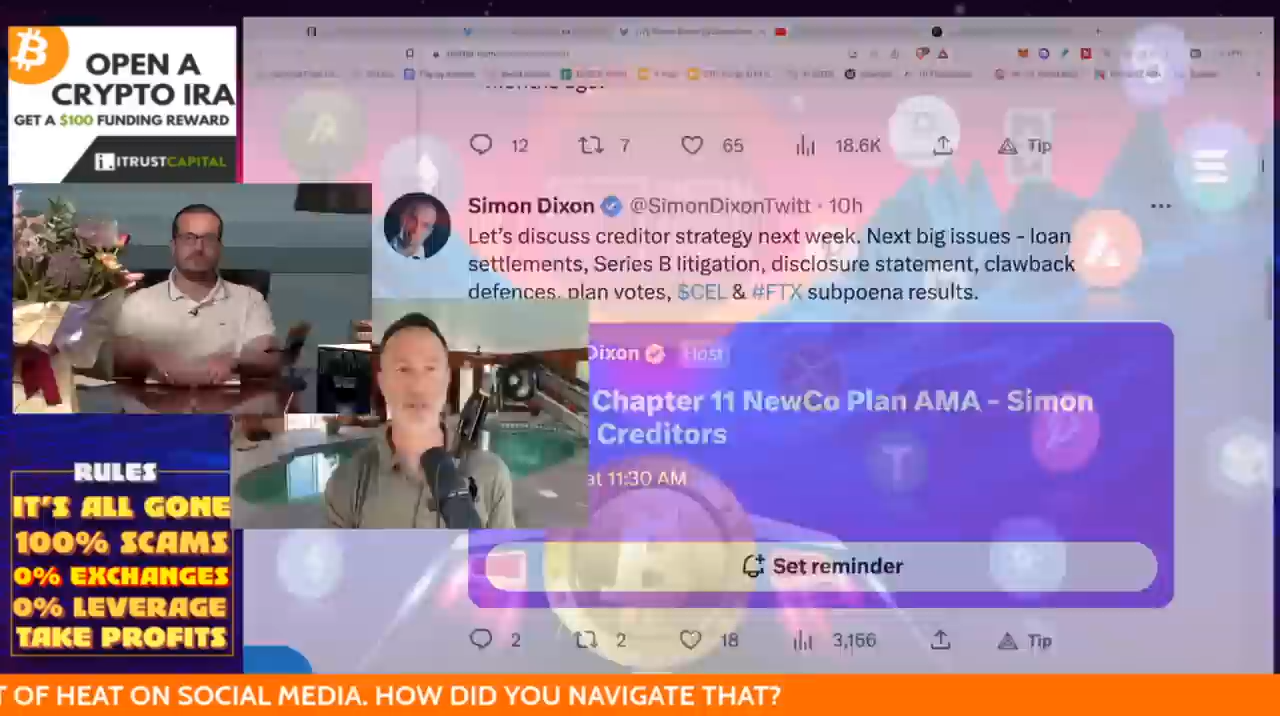 OPEN A
CRYPTO IRA
GET A $100 FUNDING REWARD
ITRUSTCAPITAL
RULES
IT'S ALL GONE
100% SCAMS
0% EXCHANGES
0% LEVERAGE
TAKE PROFITS
12 7 65 18.6K Tip
Simon Dixon @SimonDixonTwitt · 10h
Let's discuss creditor strategy next week. Next big issues - loan
settlements, Series B litigation, disclosure statement, clawback
defences, plan votes, $CEL & #FTX subpoena results.
Dixon Host
Chapter 11 NewCo Plan AMA - Simon
Creditors
at 11:30 AM
Set reminder
2 2 18 3,156 Tip
T OF HEAT ON SOCIAL MEDIA. HOW DID YOU NAVIGATE THAT?